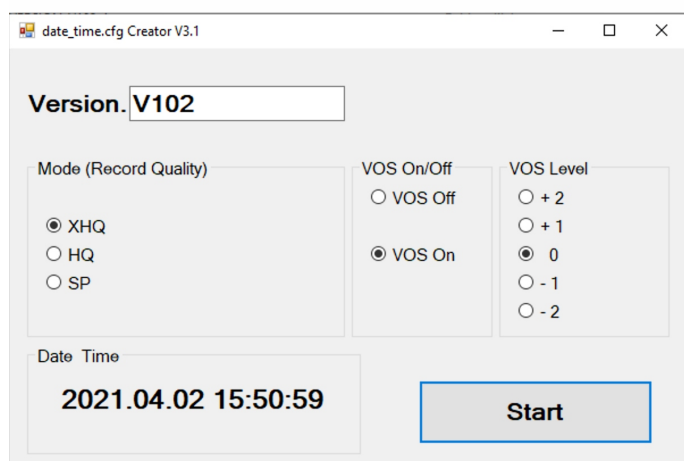 date_time.cfg Creator V3.1
Version. V102
Mode (Record Quality)
XHQ
HQ
SP
VOS On/Off
VOS Off
VOS On
VOS Level
+ 2
+ 1
0
- 1
- 2
Date Time
2021.04.02 15:50:59
Start